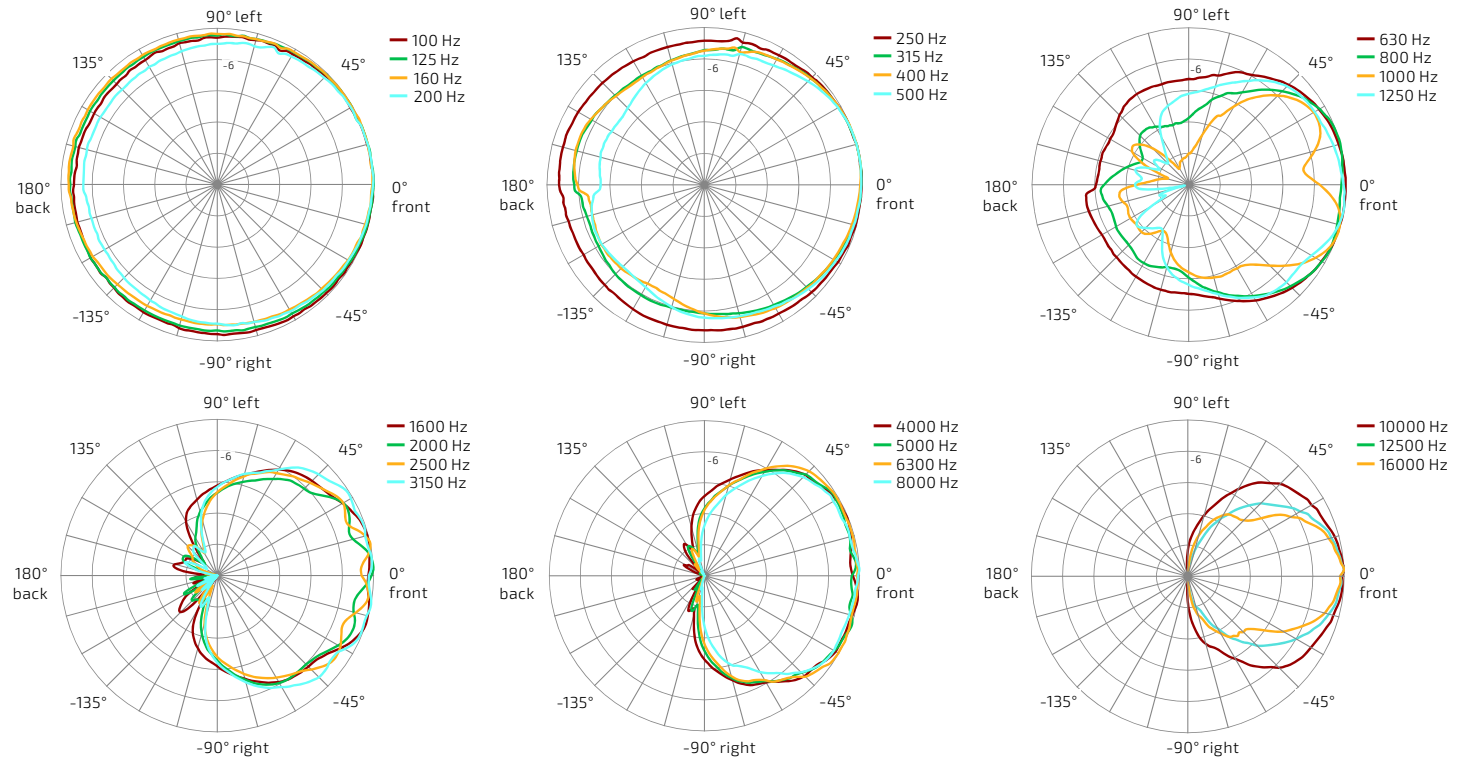 90° left
135°
45°
-6
180°
back
0°
front
-135°
-45°
-90° right
100 Hz
125 Hz
160 Hz
200 Hz
90° left
135°
45°
-6
180°
back
0°
front
-135°
-45°
-90° right
250 Hz
315 Hz
400 Hz
500 Hz
90° left
135°
45°
-6
180°
back
0°
front
-135°
-45°
-90° right
630 Hz
800 Hz
1000 Hz
1250 Hz
90° left
135°
45°
-6
180°
back
0°
front
-135°
-45°
-90° right
1600 Hz
2000 Hz
2500 Hz
3150 Hz
90° left
135°
45°
-6
180°
back
0°
front
-135°
-45°
-90° right
4000 Hz
5000 Hz
6300 Hz
8000 Hz
90° left
135°
45°
-6
180°
back
0°
front
-135°
-45°
-90° right
10000 Hz
12500 Hz
16000 Hz